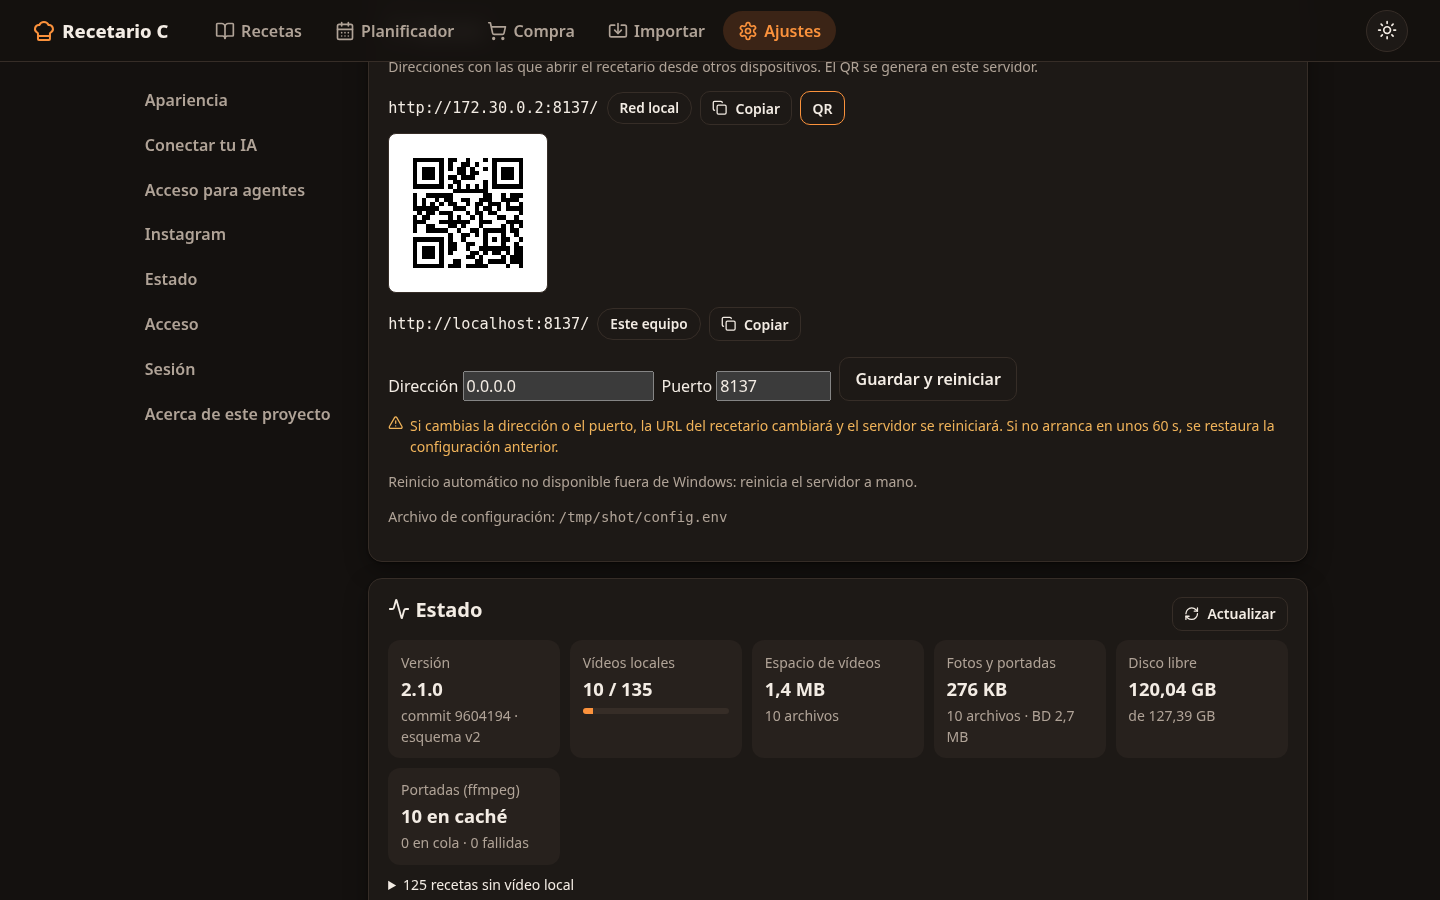 Recetario C
Recetas
Planificador
Compra
Importar
Ajustes
Apariencia
Conectar tu IA
Acceso para agentes
Instagram
Estado
Acceso
Sesión
Acerca de este proyecto
Direcciones con las que abrir el recetario desde otros dispositivos. El QR se genera en este servidor.
http://172.30.0.2:8137/ Red local Copiar QR
http://localhost:8137/ Este equipo Copiar
Dirección 0.0.0.0 Puerto 8137 Guardar y reiniciar
Si cambias la dirección o el puerto, la URL del recetario cambiará y el servidor se reiniciará. Si no arranca en unos 60 s, se restaura la
configuración anterior.
Reinicio automático no disponible fuera de Windows: reinicia el servidor a mano.
Archivo de configuración: /tmp/shot/config.env
Estado
Actualizar
Versión
2.1.0
commit 9604194 ·
esquema v2
Vídeos locales
10 / 135
Espacio de vídeos
1,4 MB
10 archivos
Fotos y portadas
276 KB
10 archivos · BD 2,7
MB
Disco libre
120,04 GB
de 127,39 GB
Portadas (ffmpeg)
10 en caché
0 en cola · 0 fallidas
125 recetas sin vídeo local